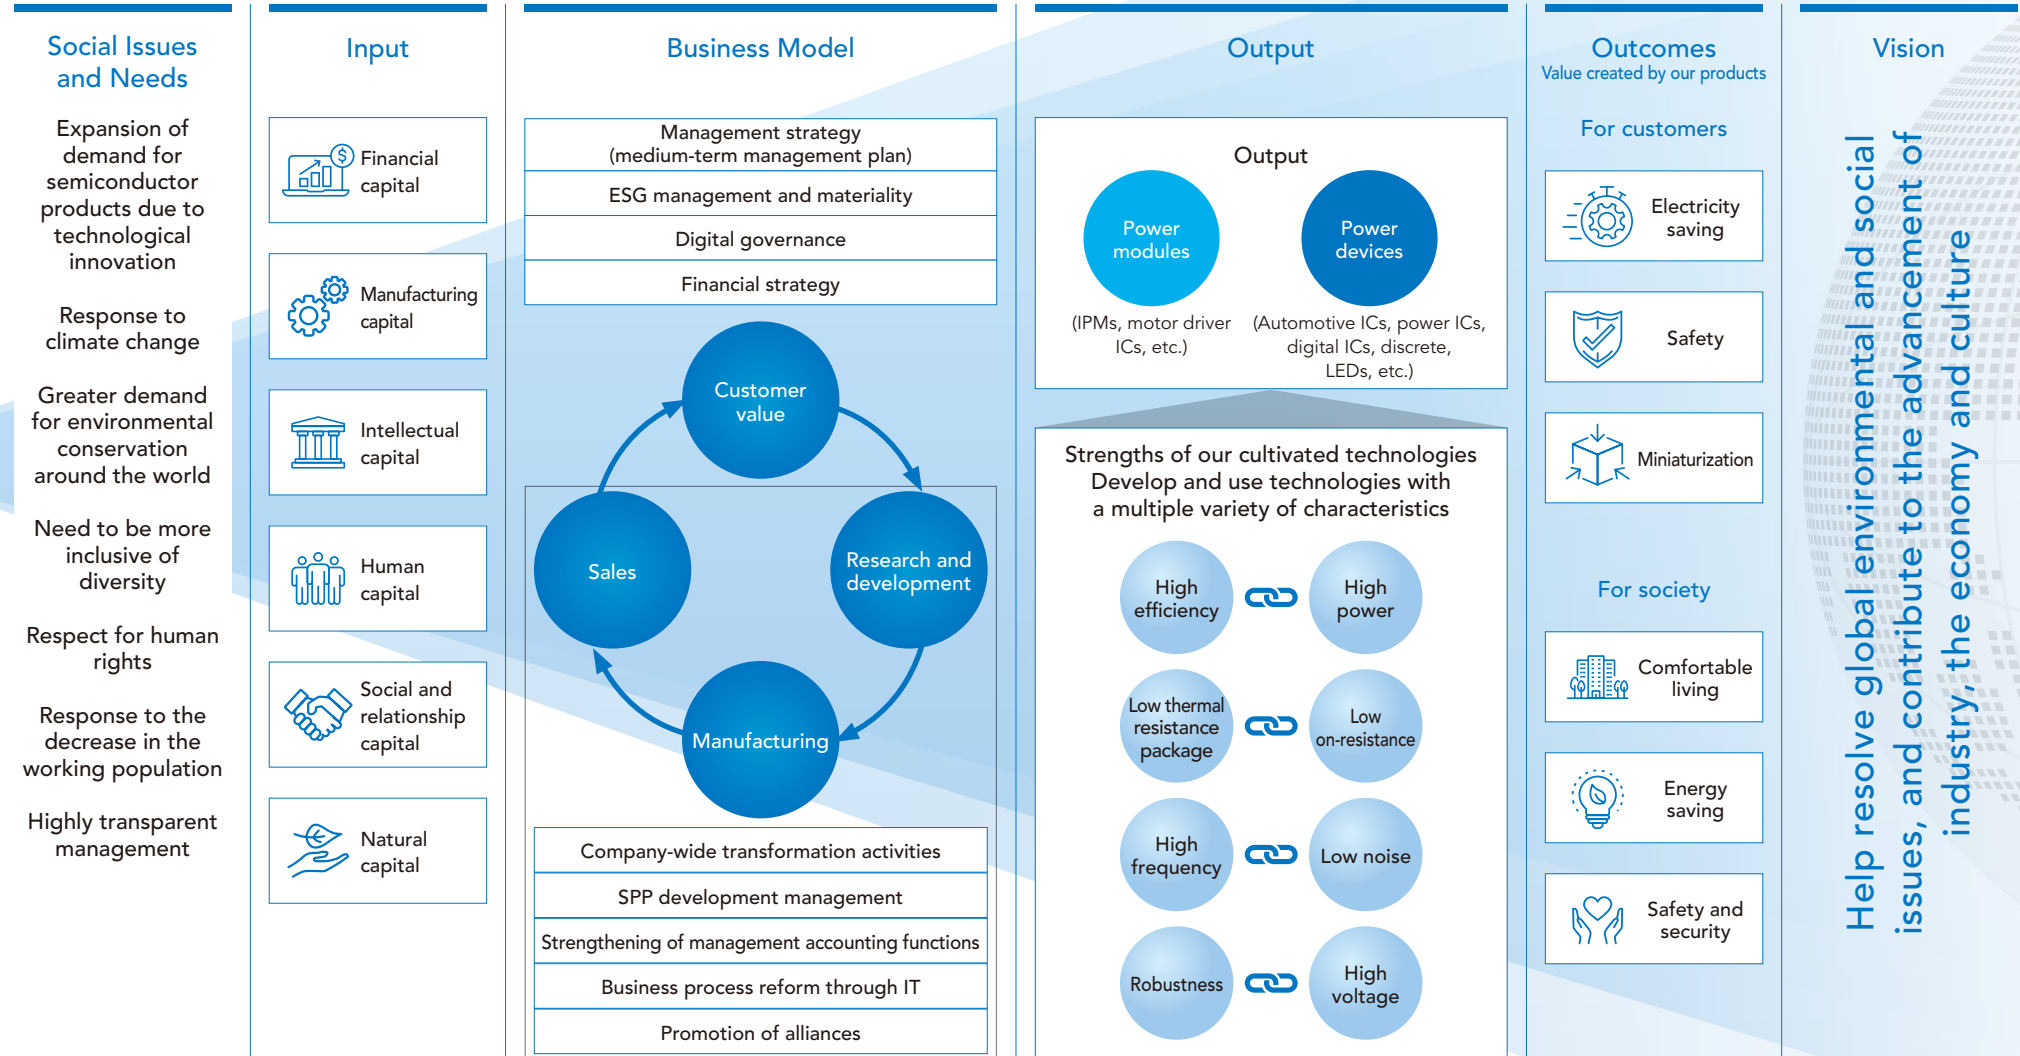 Social Issues
and Needs
Expansion of
demand for
semiconductor
products due to
technological
innovation
Response to
climate change
Greater demand
for environmental
conservation
around the world
Need to be more
inclusive of
diversity
Respect for human
rights
Response to the
decrease in the
working population
Highly transparent
management
Input
Financial
capital
Manufacturing
capital
Intellectual
capital
Human
capital
Social and
relationship
capital
Natural
capital
Business Model
Management strategy
(medium-term management plan)
ESG management and materiality
Digital governance
Financial strategy
Customer
value
Sales
Research and
development
Manufacturing
Company-wide transformation activities
SPP development management
Strengthening of management accounting functions
Business process reform through IT
Promotion of alliances
Output
Output
Power
modules
(IPMs, motor driver
ICs, etc.)
Power
devices
(Automotive ICs, power ICs,
digital ICs, discrete,
LEDs, etc.)
Strengths of our cultivated technologies
Develop and use technologies with
a multiple variety of characteristics
High
efficiency
High
power
Low thermal
resistance
package
Low
on-resistance
High
frequency
Low noise
Robustness
High
voltage
Outcomes
Value created by our products
For customers
Electricity
saving
Safety
Miniaturization
For society
Comfortable
living
Energy
saving
Safety and
security
Vision
Help resolve global environmental and social
issues, and contribute to the advancement of
industry, the economy and culture